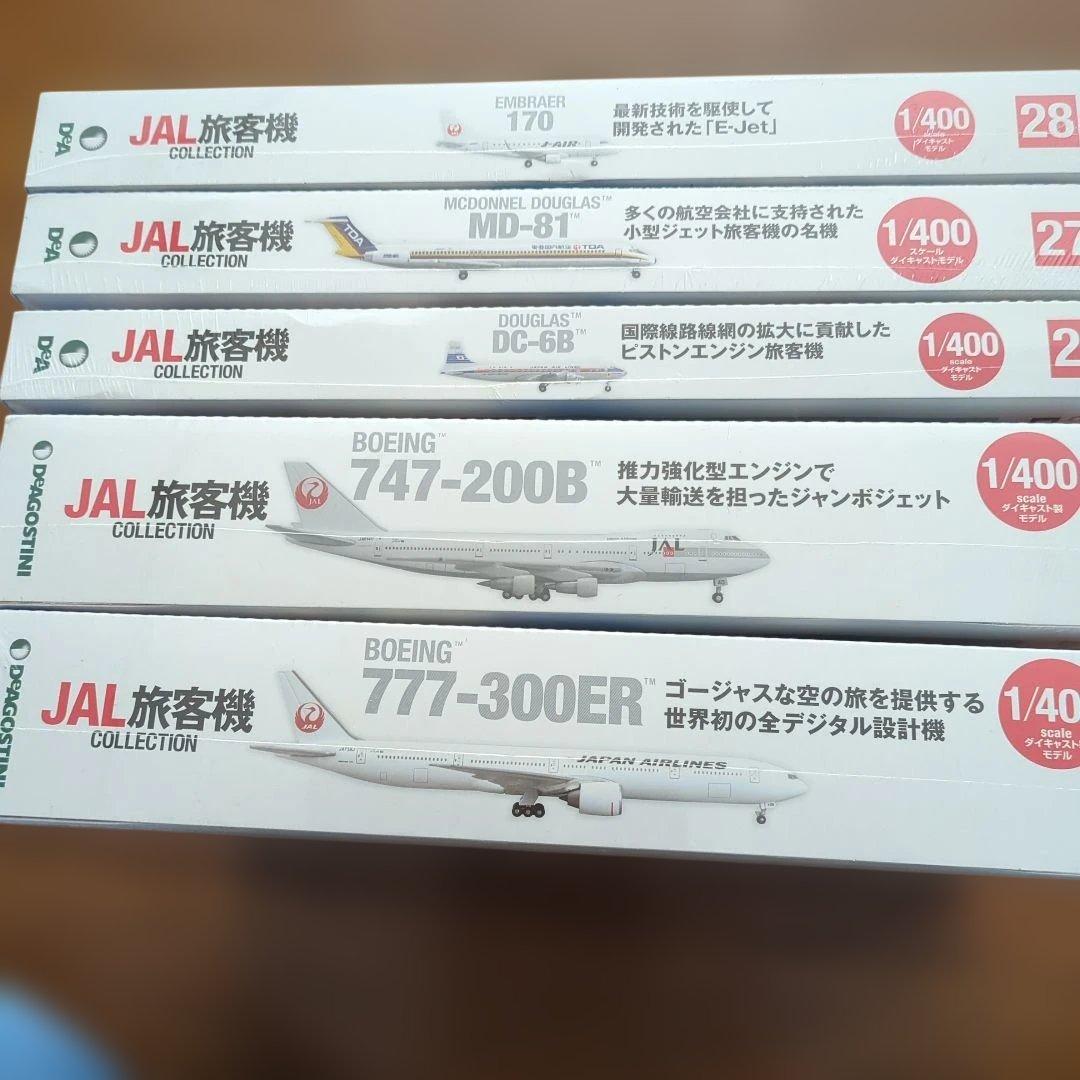 DeA
JAL旅客機
COLLECTION
EMBRAER
170
J-AIR
最新技術を駆使して
開発された「E-Jet」
1/400
scale
ダイキャスト
モデル
28
DeA
JAL旅客機
COLLECTION
MCDONNEL DOUGLAS™
MD-81™
TDA
東亜国内航空 TDA
多くの航空会社に支持された
小型ジェット旅客機の名機
1/400
スケール
ダイキャストモデル
27
DeA
JAL旅客機
COLLECTION
DOUGLAS™
DC-6B™
国際線路線網の拡大に貢献した
ピストンエンジン旅客機
1/400
scale
ダイキャスト
モデル
2
DeAGOSTINI
JAL旅客機
COLLECTION
BOEING™
747-200B™
JAL
JAL
推力強化型エンジンで
大量輸送を担ったジャンボジェット
1/400
scale
ダイキャスト製
モデル
DeAGOSTINI
JAL旅客機
COLLECTION
BOEING™
777-300ER™
JAL
JAPAN AIRLINES
ゴージャスな空の旅を提供する
世界初の全デジタル設計機
1/40
scale
ダイキャスト
モデル